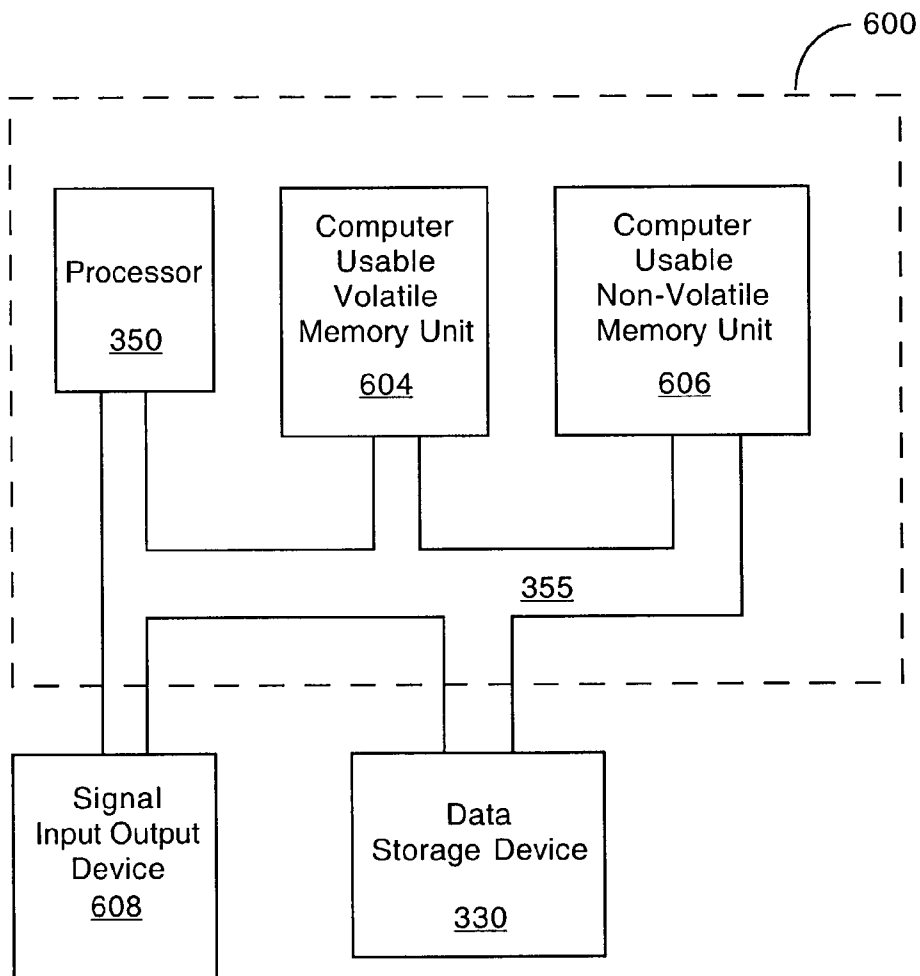 600
Processor
350
Computer
Usable
Volatile
Memory Unit
604
Computer
Usable
Non-Volatile
Memory Unit
606
355
Signal
Input Output
Device
608
Data
Storage Device
330